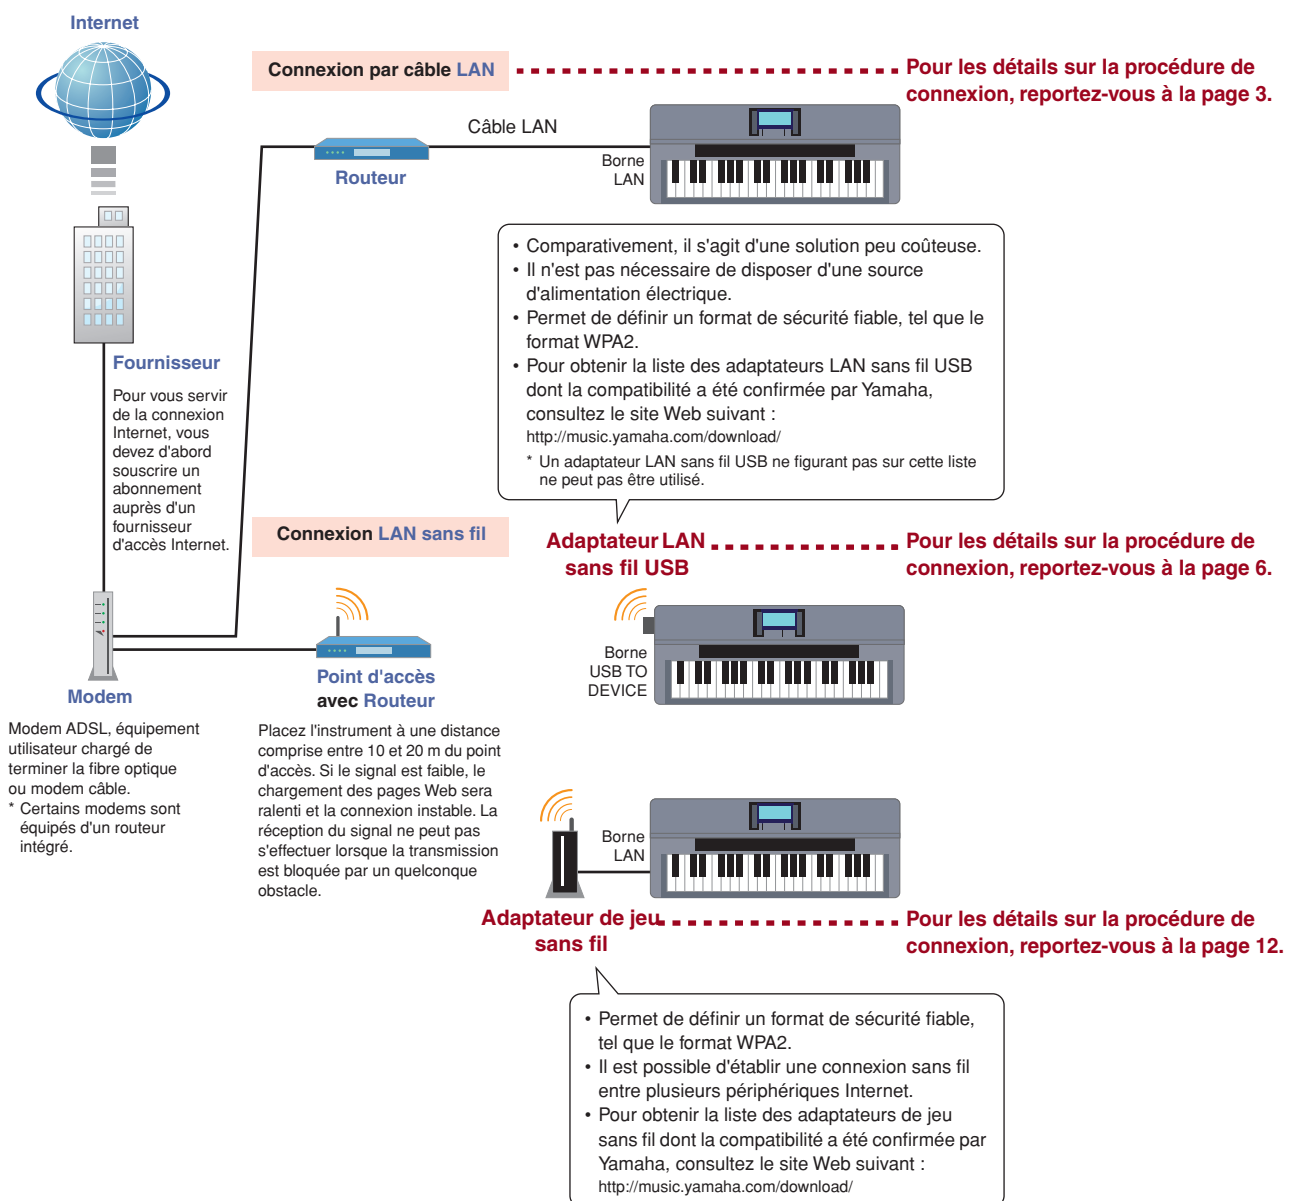 Internet
Connexion par câble LAN
Pour les détails sur la procédure de
connexion, reportez-vous à la page 3.
Câble LAN
Routeur
Borne
LAN
• Comparativement, il s'agit d'une solution peu coûteuse.
• Il n'est pas nécessaire de disposer d'une source
d'alimentation électrique.
• Permet de définir un format de sécurité fiable, tel que le
format WPA2.
• Pour obtenir la liste des adaptateurs LAN sans fil USB
dont la compatibilité a été confirmée par Yamaha,
consultez le site Web suivant :
http://music.yamaha.com/download/
* Un adaptateur LAN sans fil USB ne figurant pas sur cette liste
ne peut pas être utilisé.
Fournisseur
Pour vous servir
de la connexion
Internet, vous
devez d'abord
souscrire un
abonnement
auprès d'un
fournisseur
d'accès Internet.
Connexion LAN sans fil
Adaptateur LAN
sans fil USB
Pour les détails sur la procédure de
connexion, reportez-vous à la page 6.
Borne
USB TO
DEVICE
Modem
Modem ADSL, équipement
utilisateur chargé de
terminer la fibre optique
ou modem câble.
* Certains modems sont
équipés d'un routeur
intégré.
Point d'accès
avec Routeur
Placez l'instrument à une distance
comprise entre 10 et 20 m du point
d'accès. Si le signal est faible, le
chargement des pages Web sera
ralenti et la connexion instable. La
réception du signal ne peut pas
s'effectuer lorsque la transmission
est bloquée par un quelconque
obstacle.
Borne
LAN
Adaptateur de jeu
sans fil
Pour les détails sur la procédure de
connexion, reportez-vous à la page 12.
• Permet de définir un format de sécurité fiable,
tel que le format WPA2.
• Il est possible d'établir une connexion sans fil
entre plusieurs périphériques Internet.
• Pour obtenir la liste des adaptateurs de jeu
sans fil dont la compatibilité a été confirmée par
Yamaha, consultez le site Web suivant :
http://music.yamaha.com/download/